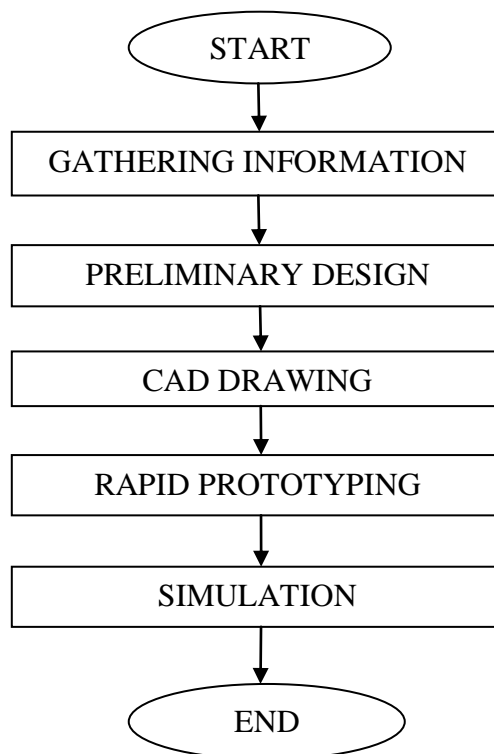 START
GATHERING INFORMATION
PRELIMINARY DESIGN
CAD DRAWING
RAPID PROTOTYPING
SIMULATION
END